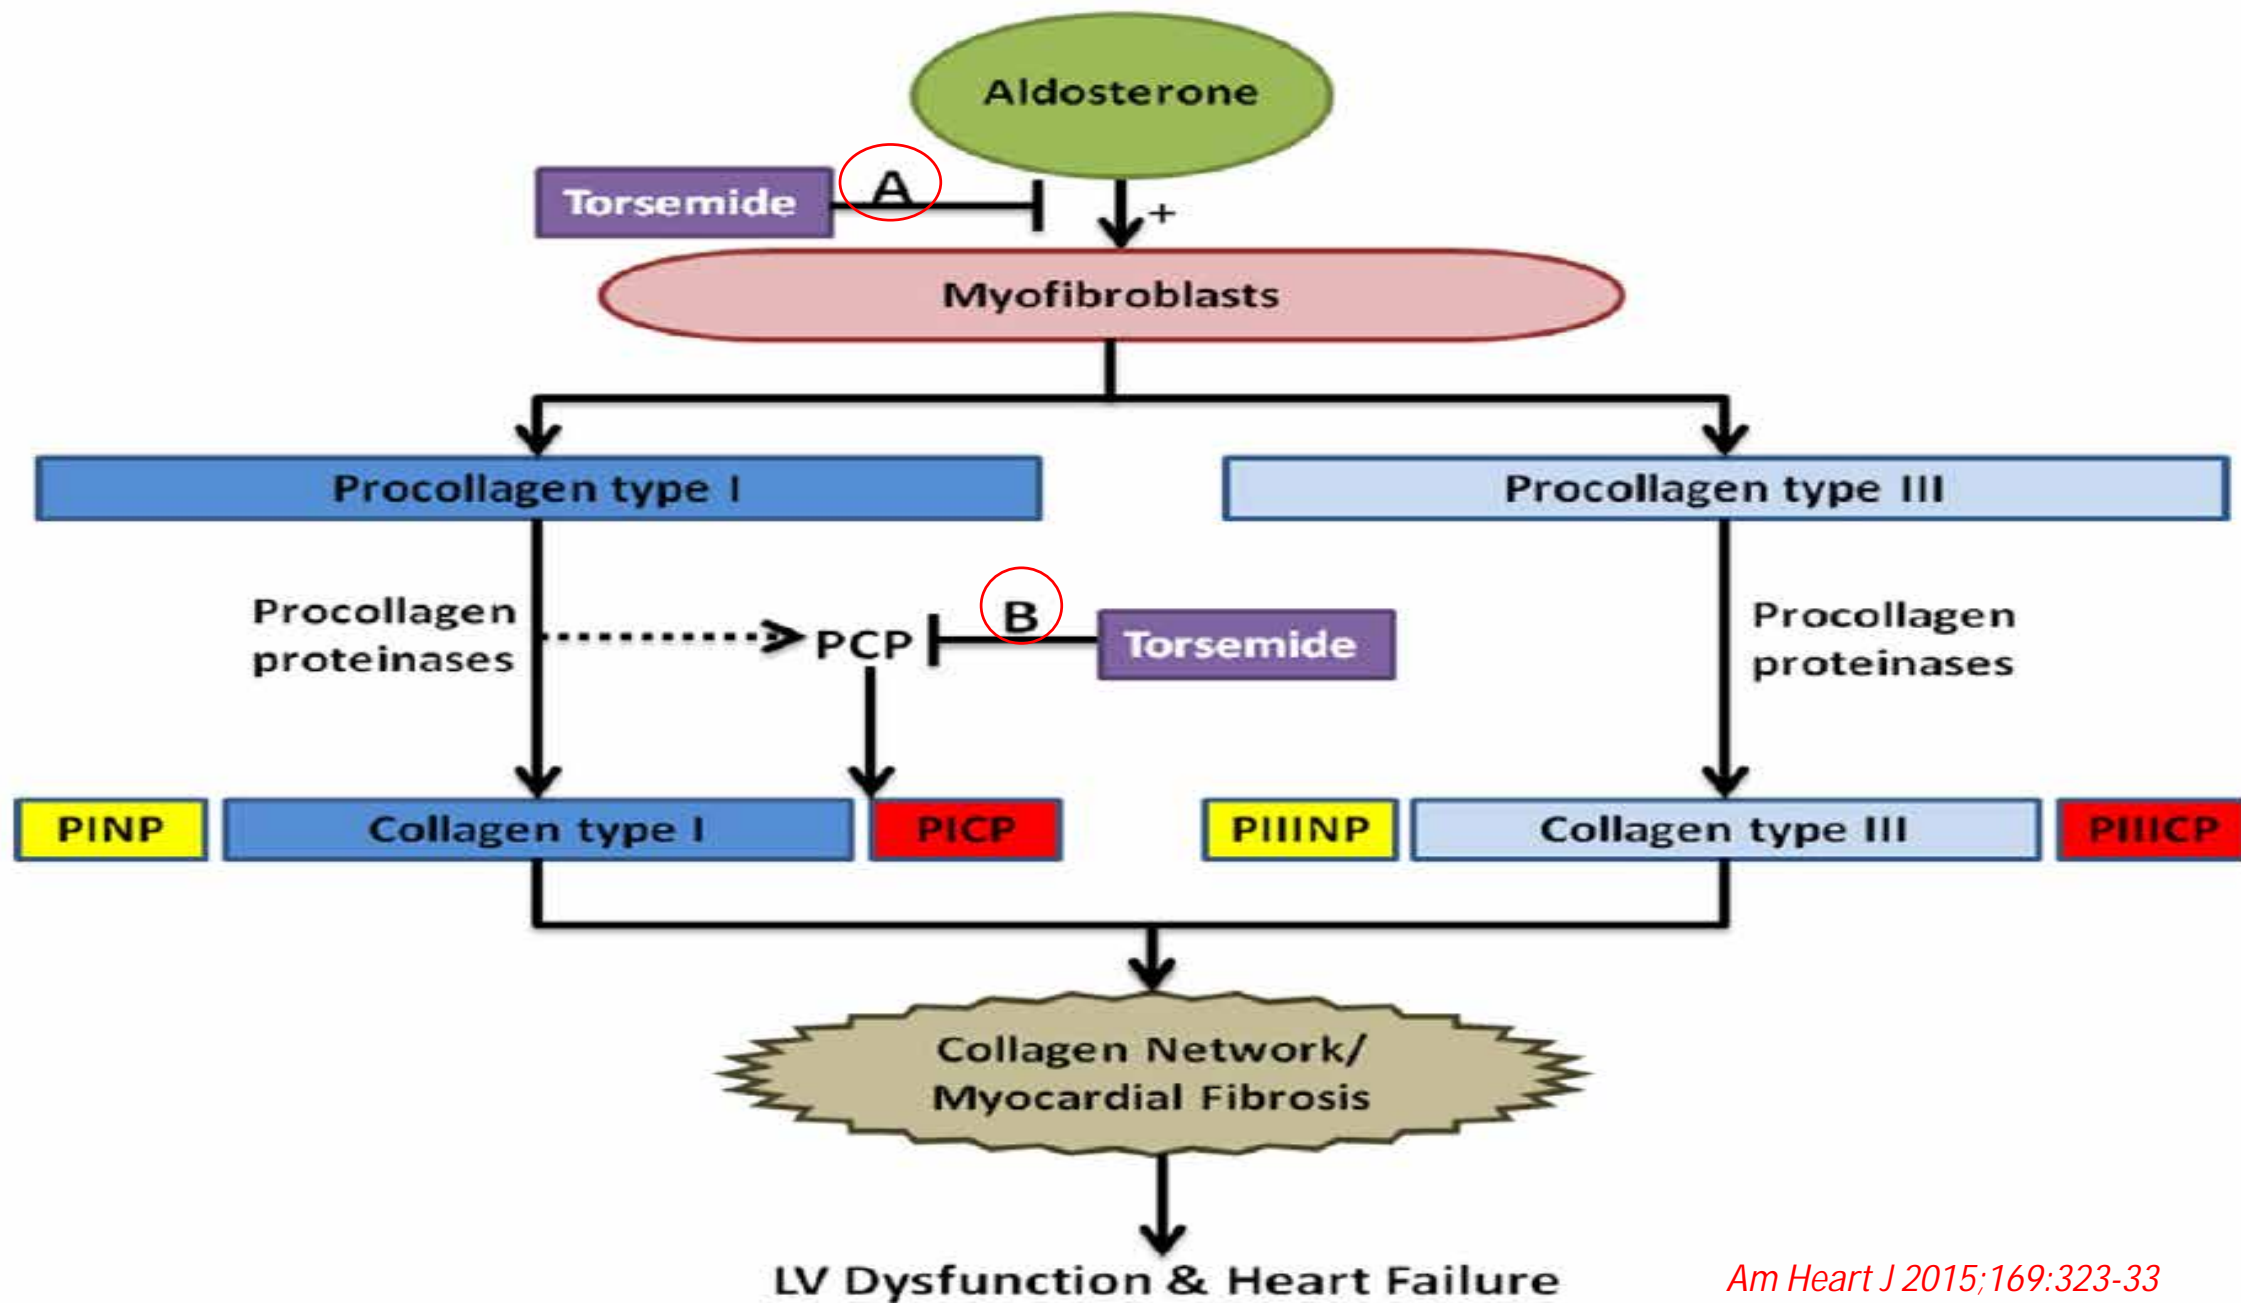 Aldosterone
A
Torsemide
+
Myofibroblasts
Procollagen type I
Procollagen type III
Procollagen
proteinases
PCP
B
Torsemide
Procollagen
proteinases
PINP
Collagen type I
PICP
PIIINP
Collagen type III
PIIICP
Collagen Network/
Myocardial Fibrosis
LV Dysfunction & Heart Failure
Am Heart J 2015;169:323-33